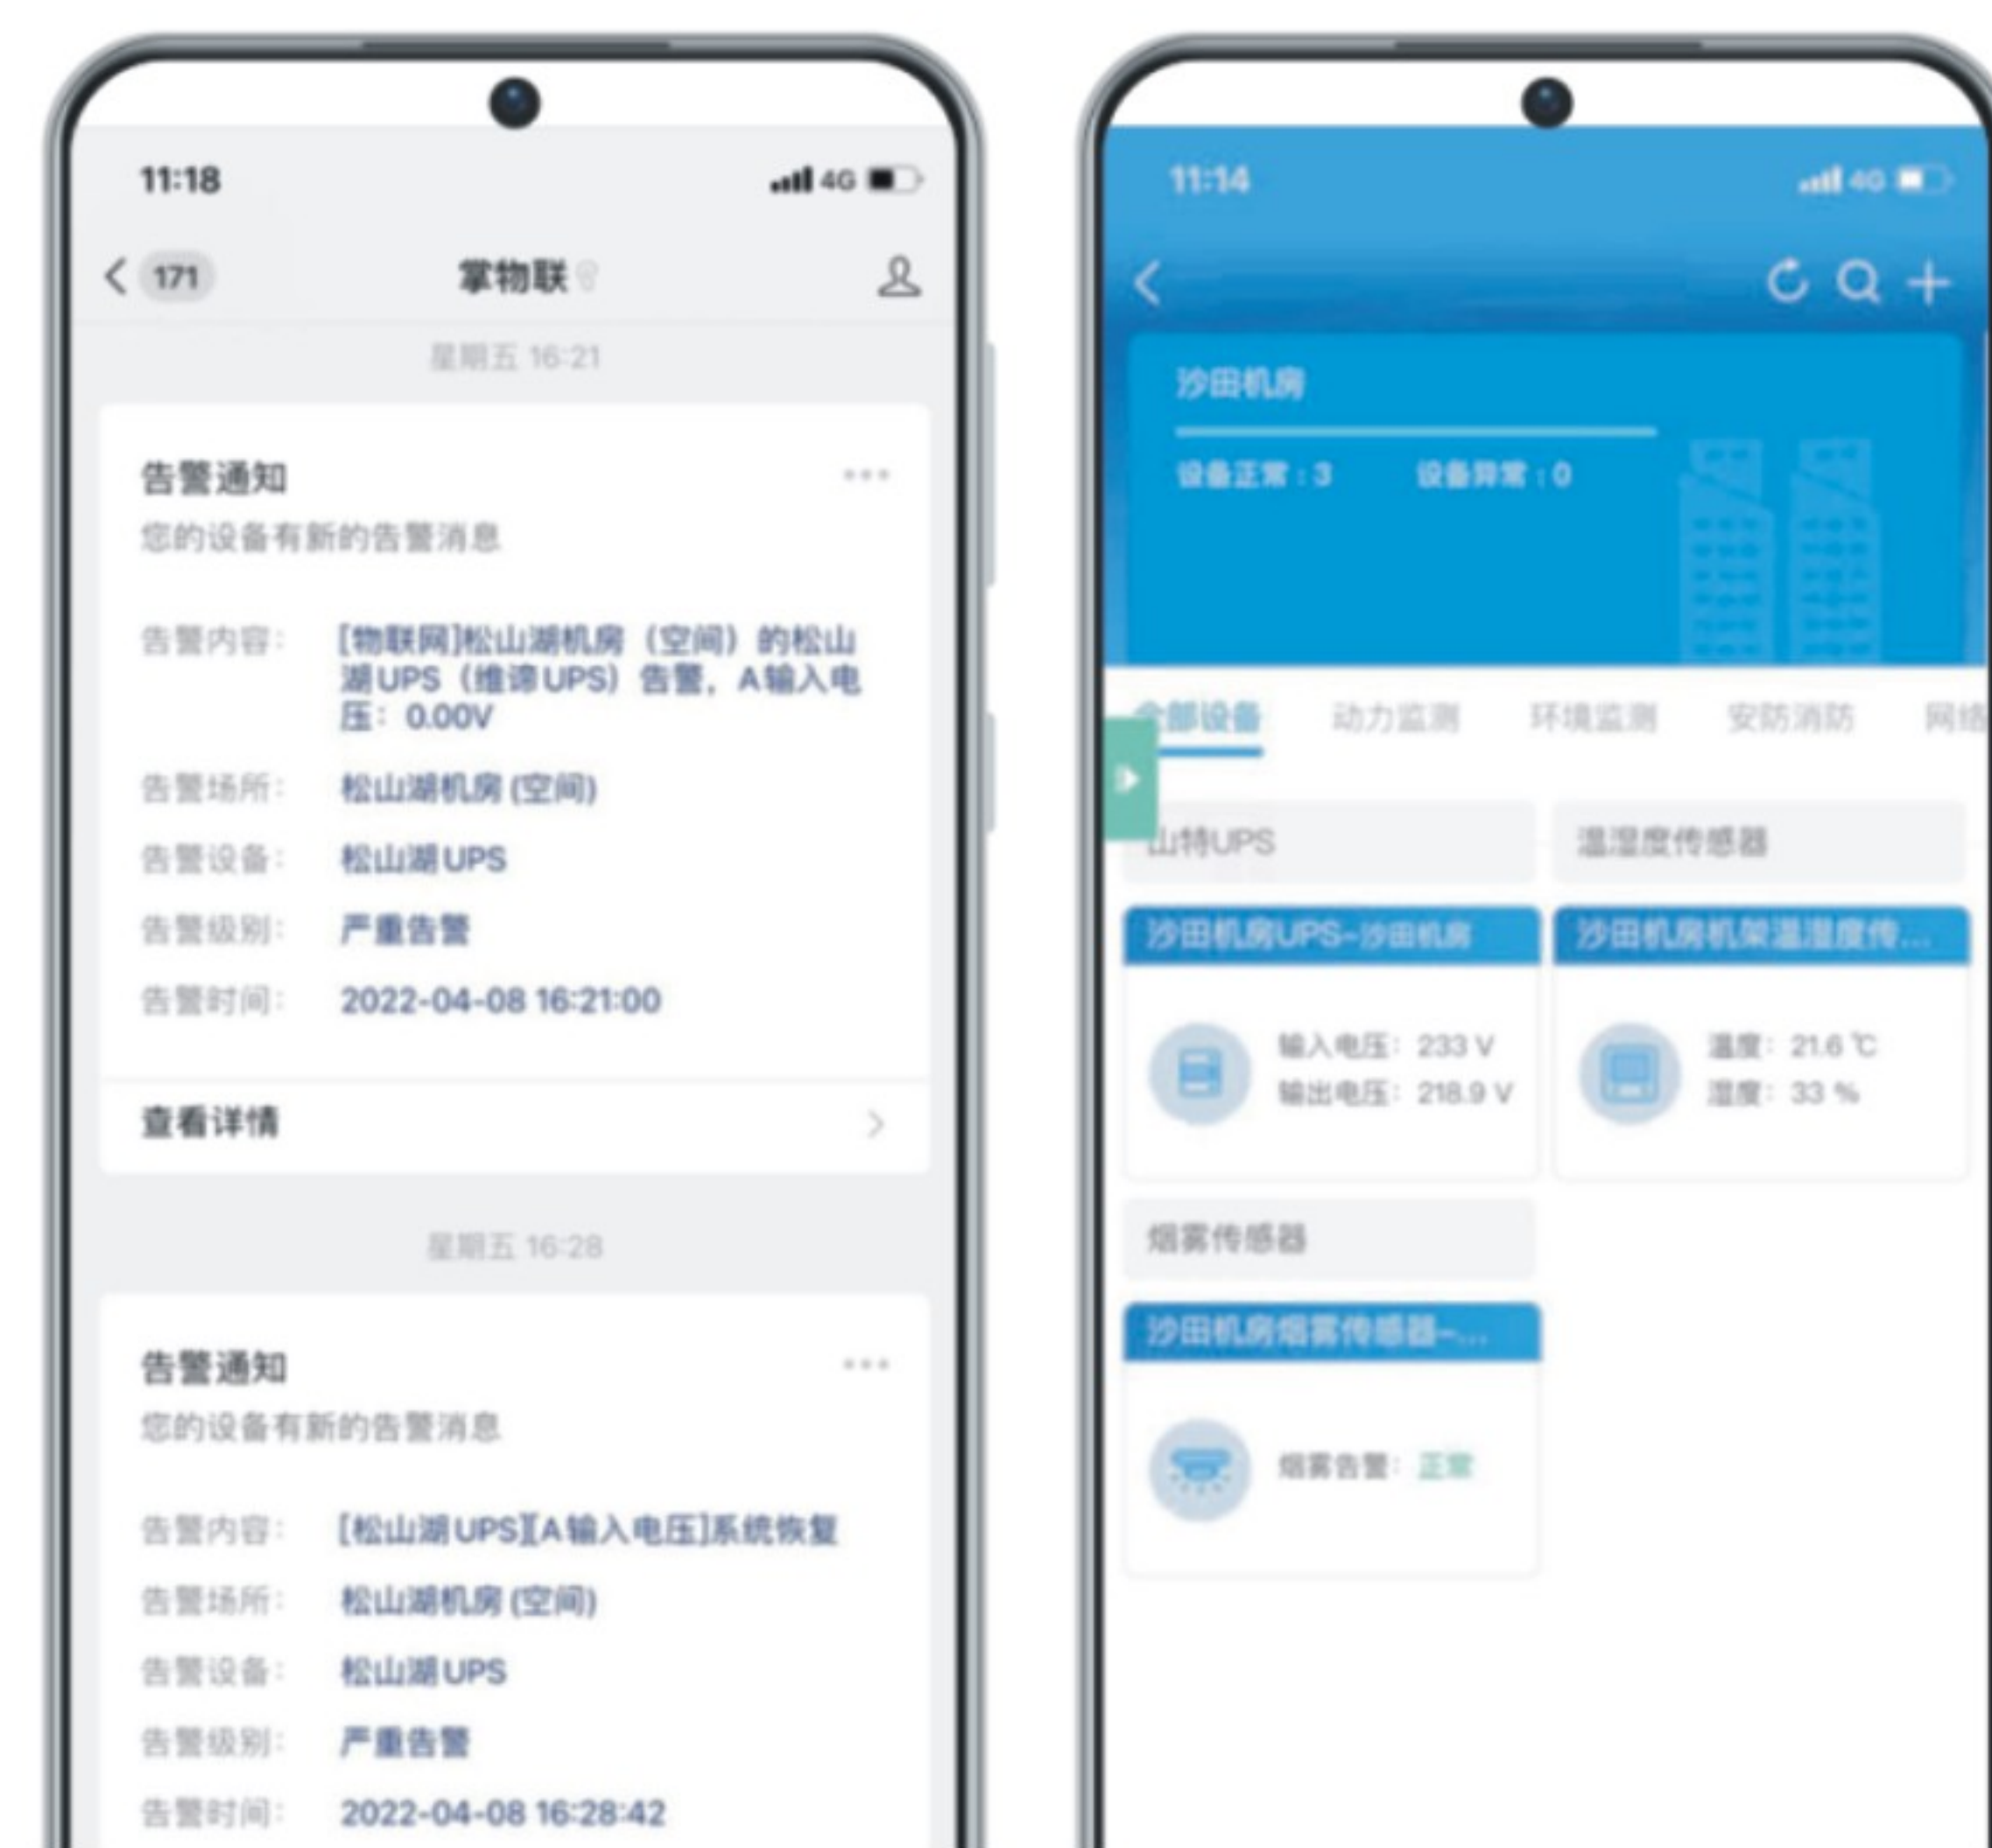 11:18
4G
171
掌物联
星期五 16:21
告警通知
您的设备有新的告警消息
告警内容: [物联网]松山湖机房（空间）的松山
湖UPS（维谛UPS）告警，A输入电
压：0.00V
告警场所: 松山湖机房 (空间)
告警设备: 松山湖UPS
告警级别: 严重告警
告警时间: 2022-04-08 16:21:00
查看详情
星期五 16:28
告警通知
您的设备有新的告警消息
告警内容: [松山湖UPS][A输入电压]系统恢复
告警场所: 松山湖机房 (空间)
告警设备: 松山湖UPS
告警级别: 严重告警
告警时间: 2022-04-08 16:28:42
11:14
4G
沙田机房
设备正常 : 3 设备异常 : 0
全部设备 动力监测 环境监测 安防消防 网络
山特UPS 温湿度传感器
沙田机房UPS-沙田机房 沙田机房机架温湿度传...
输入电压: 233 V
输出电压: 218.9 V
温度: 21.6 ℃
湿度: 33 %
烟雾传感器
沙田机房烟雾传感器-...
烟雾告警: 正常